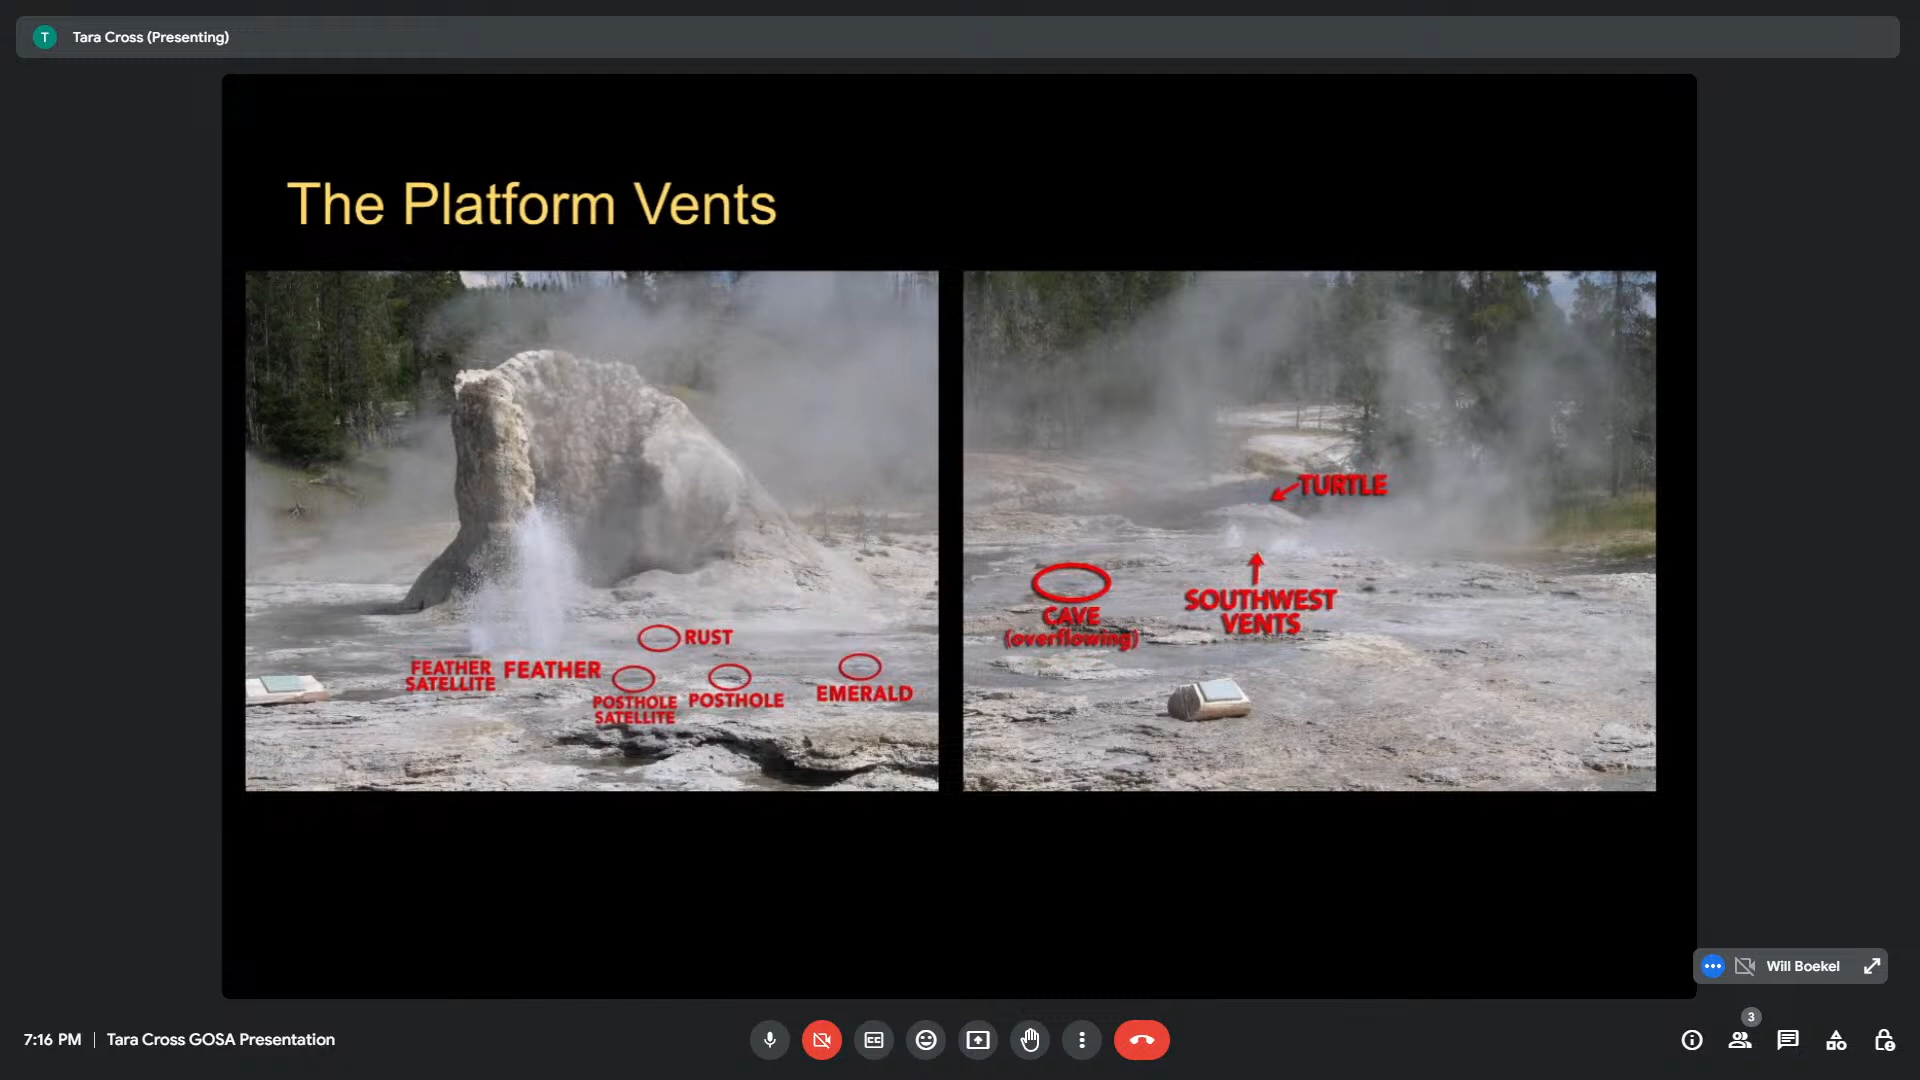 T Tara Cross (Presenting)
The Platform Vents
RUST
FEATHER
SATELLITE
FEATHER
POSTHOLE
SATELLITE
POSTHOLE
EMERALD
TURTLE
CAVE
(overflowing)
SOUTHWEST
VENTS
Will Boekel
7:16 PM | Tara Cross GOSA Presentation
CC
3